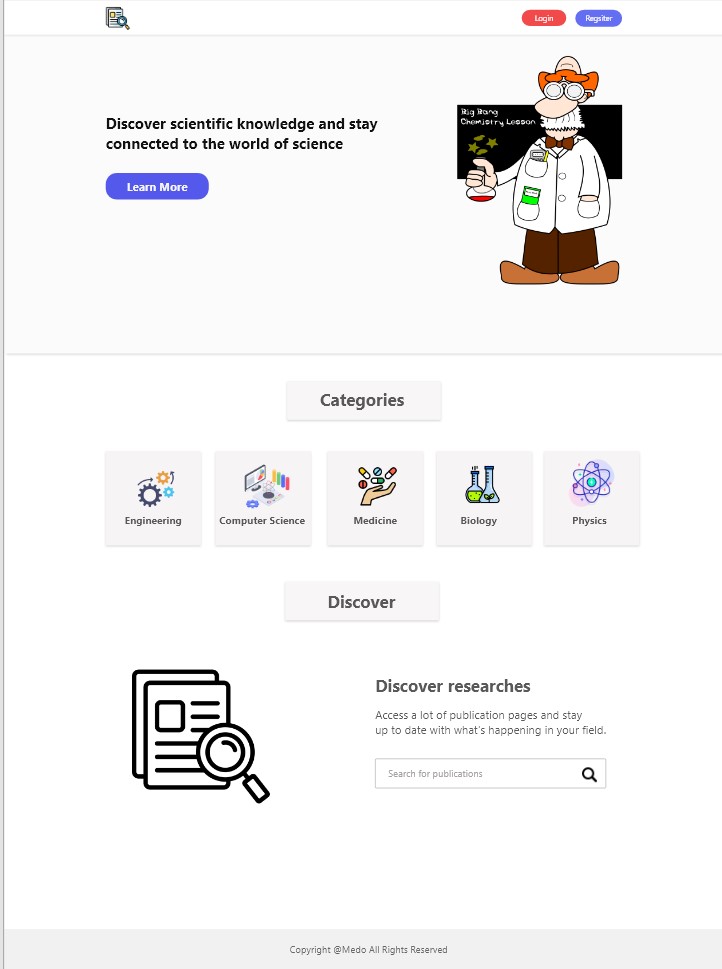 Login
Regsiter
Discover scientific knowledge and stay
connected to the world of science
Learn More
Big Bang
Chemistry Lesson
Categories
Engineering
Computer Science
Medicine
Biology
Physics
Discover
Discover researches
Access a lot of publication pages and stay
up to date with what's happening in your field.
Search for publications
Copyright @Medo All Rights Reserved